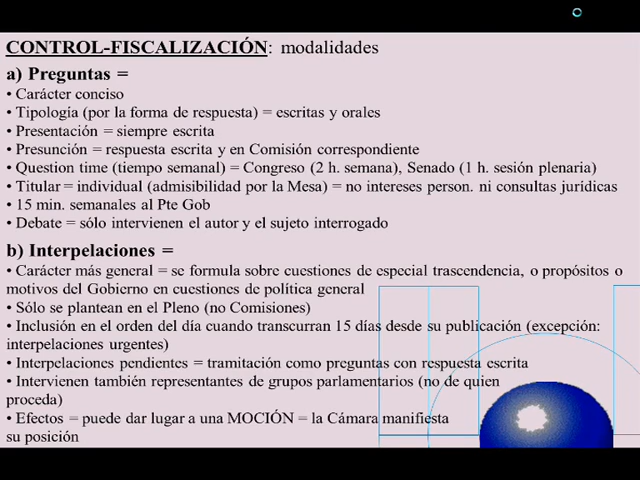 CONTROL-FISCALIZACIÓN: modalidades
a) Preguntas =
• Carácter conciso
• Tipología (por la forma de respuesta) = escritas y orales
• Presentación = siempre escrita
• Presunción = respuesta escrita y en Comisión correspondiente
• Question time (tiempo semanal) = Congreso (2 h. semana), Senado (1 h. sesión plenaria)
• Titular = individual (admisibilidad por la Mesa) = no intereses person. ni consultas jurídicas
• 15 min. semanales al Pte Gob
• Debate = sólo intervienen el autor y el sujeto interrogado
b) Interpelaciones =
• Carácter más general = se formula sobre cuestiones de especial trascendencia, o propósitos o
motivos del Gobierno en cuestiones de política general
• Sólo se plantean en el Pleno (no Comisiones)
• Inclusión en el orden del día cuando transcurran 15 días desde su publicación (excepción:
interpelaciones urgentes)
• Interpelaciones pendientes = tramitación como preguntas con respuesta escrita
• Intervienen también representantes de grupos parlamentarios (no de quien
proceda)
• Efectos = puede dar lugar a una MOCIÓN = la Cámara manifiesta
su posición